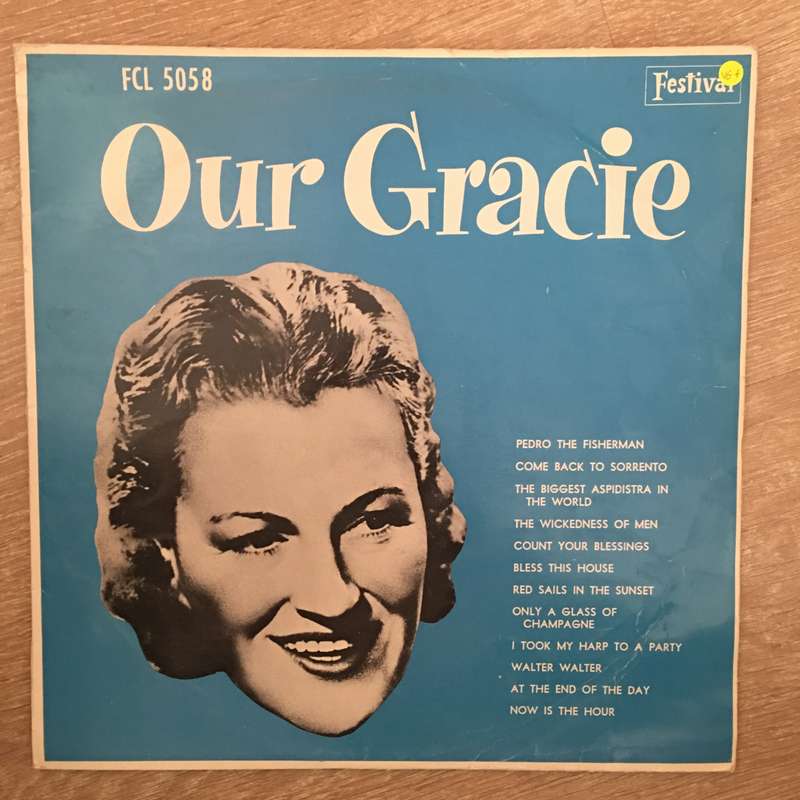 FCL 5058
Festival
VG+
Our Gracie
PEDRO THE FISHERMAN
COME BACK TO SORRENTO
THE BIGGEST ASPIDISTRA IN
THE WORLD
THE WICKEDNESS OF MEN
COUNT YOUR BLESSINGS
BLESS THIS HOUSE
RED SAILS IN THE SUNSET
ONLY A GLASS OF
CHAMPAGNE
I TOOK MY HARP TO A PARTY
WALTER WALTER
AT THE END OF THE DAY
NOW IS THE HOUR